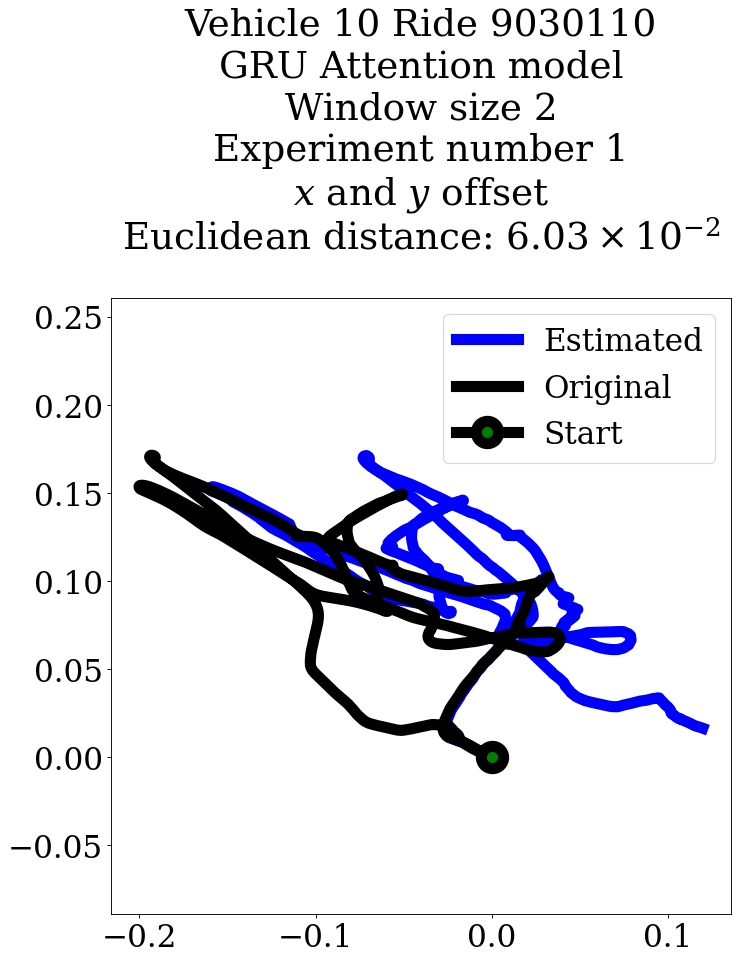 Vehicle 10 Ride 9030110
GRU Attention model
Window size 2
Experiment number 1
x and y offset
Euclidean distance: 6.03 × 10⁻²
Estimated
Original
Start
0.25
0.20
0.15
0.10
0.05
0.00
−0.05
−0.2
−0.1
0.0
0.1